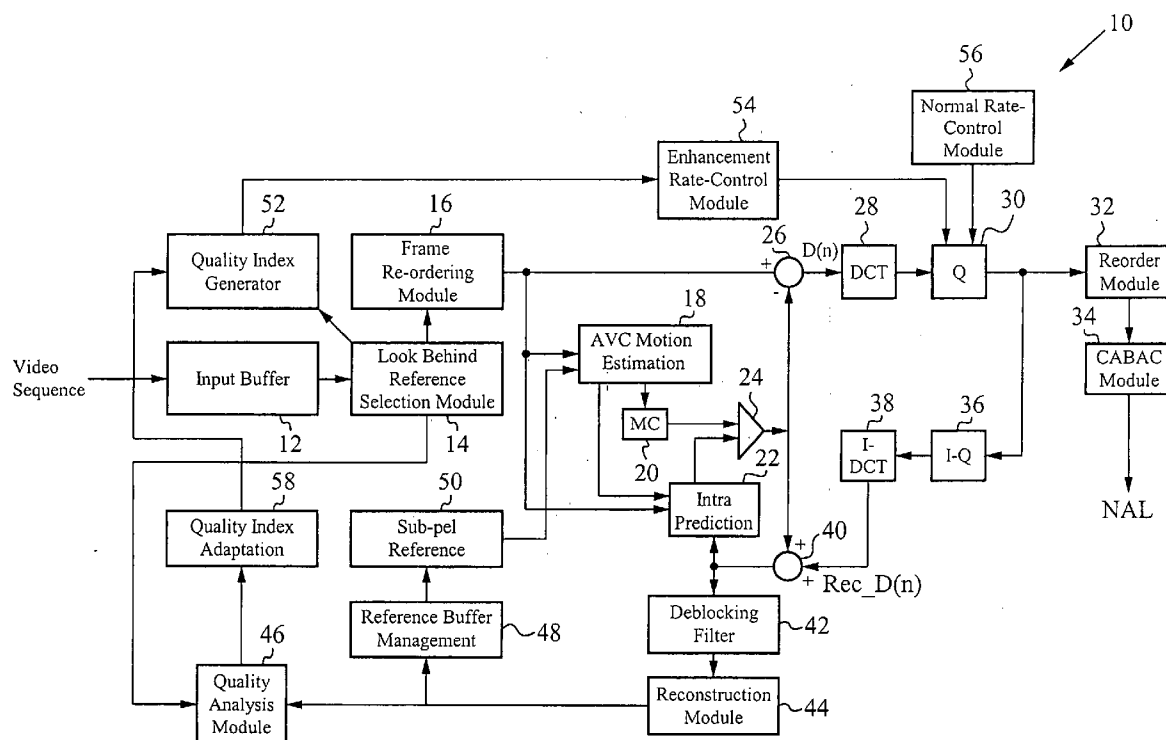 10
56
Normal Rate-
Control
Module
54
Enhancement
Rate-Control
Module
52
Quality Index
Generator
16
Frame
Re-ordering
Module
26
+
-
D(n)
28
DCT
30
Q
32
Reorder
Module
34
CABAC
Module
NAL
Video
Sequence
Input Buffer
12
Look Behind
Reference
Selection Module
14
18
AVC Motion
Estimation
MC
20
24
22
Intra
Prediction
38
I-
DCT
36
I-Q
58
Quality Index
Adaptation
50
Sub-pel
Reference
+
40
+
Rec_D(n)
Reference Buffer
Management
48
Deblocking
Filter
42
46
Quality
Analysis
Module
Reconstruction
Module
44